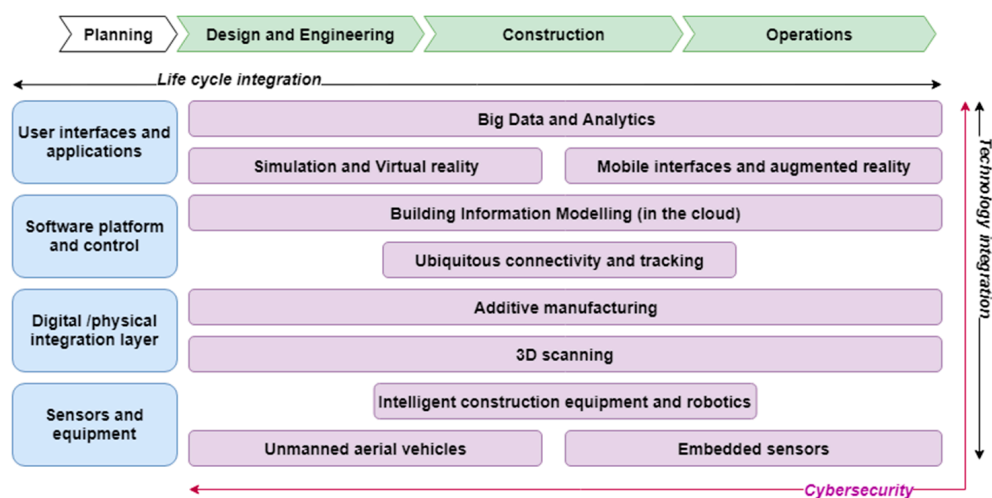 Planning
Design and Engineering
Construction
Operations
Life cycle integration
User interfaces and
applications
Big Data and Analytics
Simulation and Virtual reality
Mobile interfaces and augmented reality
Software platform
and control
Building Information Modelling (in the cloud)
Ubiquitous connectivity and tracking
Digital /physical
integration layer
Additive manufacturing
3D scanning
Sensors and
equipment
Intelligent construction equipment and robotics
Unmanned aerial vehicles
Embedded sensors
Technology integration
Cybersecurity